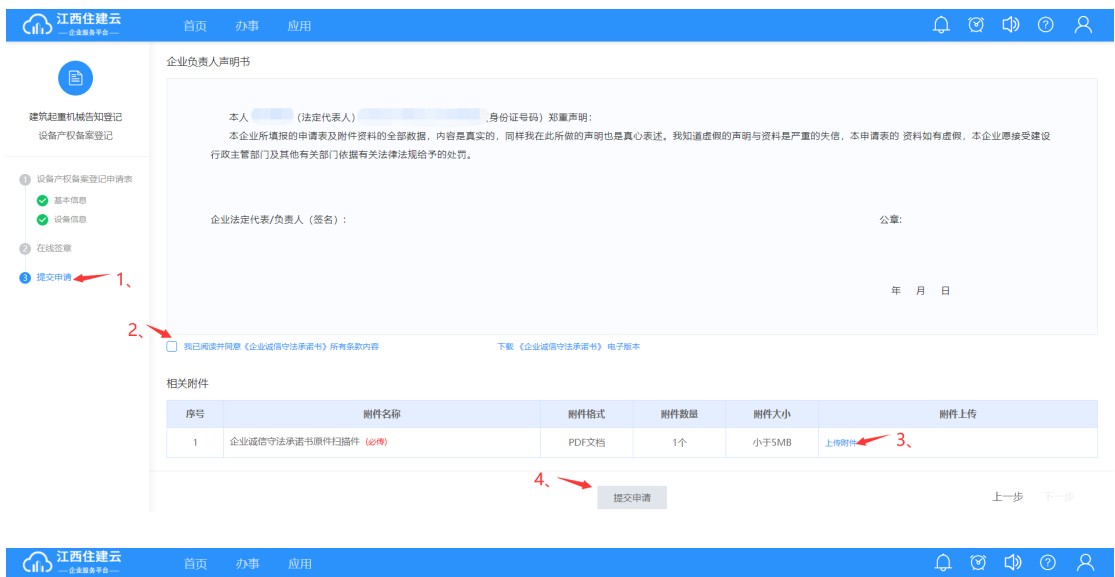 江西住建云
企业服务平台
首页 办事 应用
企业负责人声明书
建筑起重机械告知登记
设备产权备案登记
1 设备产权备案登记申请表
基本信息
设备信息
2 在线签章
3 提交申请
1、
本人 (法定代表人) ,身份证号码）郑重声明：
本企业所填报的申请表及附件资料的全部数据，内容是真实的，同样我在此所做的声明也是真心表述。我知道虚假的声明与资料是严重的失信，本申请表的 资料如有虚假，本企业愿接受建设
行政主管部门及其他有关部门依据有关法律法规给予的处罚。
企业法定代表/负责人（签名）： 公章:
年 月 日
2、
我已阅读并同意《企业诚信守法承诺书》所有条款内容 下载 《企业诚信守法承诺书》 电子版本
相关附件
序号 附件名称 附件格式 附件数量 附件大小 附件上传
1 企业诚信守法承诺书原件扫描件 (必传) PDF文档 1个 小于5MB 上传附件
3、
4、
提交申请 上一步 下一步
江西住建云
企业服务平台
首页 办事 应用